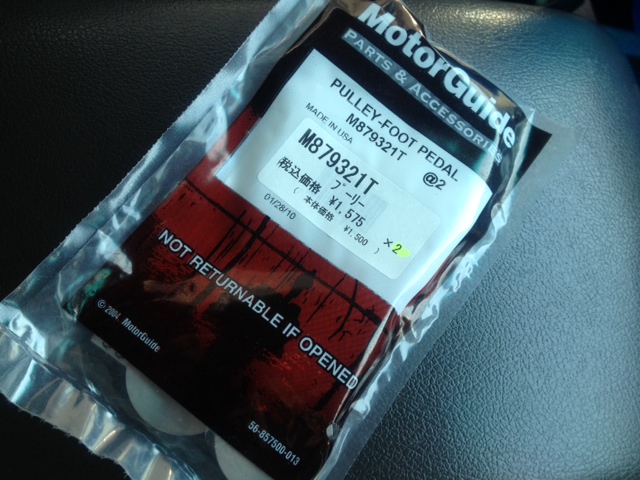 MotorGuide
PARTS & ACCESSORIES
PULLEY-FOOT PEDAL
M879321T
MADE IN USA
@2
M879321T
プーリー
税込価格 ¥1,575
( 本体価格 ¥1,500 )
×2
01/28/10
NOT RETURNABLE IF OPENED
© 2004 MotorGuide
56-857500-013